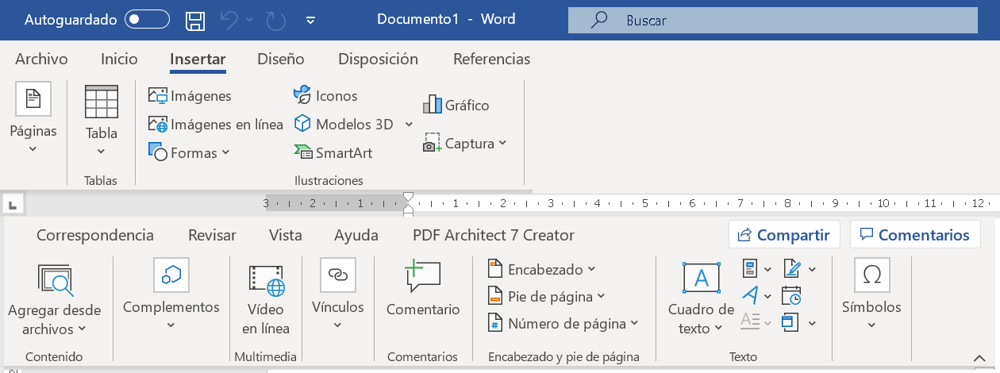 Autoguardado Documento1 - Word Buscar
Archivo Inicio Insertar Diseño Disposición Referencias
Páginas
Tabla
Tablas
Imágenes
Imágenes en línea
Formas
Iconos
Modelos 3D
SmartArt
Gráfico
Captura
Ilustraciones
3 2 1 1 2 3 4 5 6 7 8 9 10 11 12
Correspondencia Revisar Vista Ayuda PDF Architect 7 Creator Compartir Comentarios
Agregar desde
archivos
Contenido
Complementos
Vídeo
en línea
Multimedia
Vínculos
Comentario
Comentarios
Encabezado
Pie de página
Número de página
Encabezado y pie de página
Cuadro de
texto
Texto
Símbolos
2